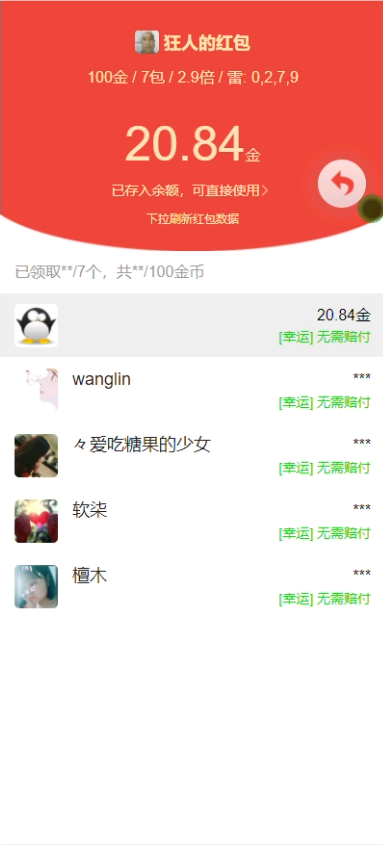 狂人的红包
100金 / 7包 / 2.9倍 / 雷: 0,2,7,9
20.84金
已存入余额，可直接使用>
下拉刷新红包数据
已领取**/7个，共**/100金币
20.84金
[幸运] 无需赔付
wanglin
***
[幸运] 无需赔付
々爱吃糖果的少女
***
[幸运] 无需赔付
软柒
***
[幸运] 无需赔付
檀木
***
[幸运] 无需赔付